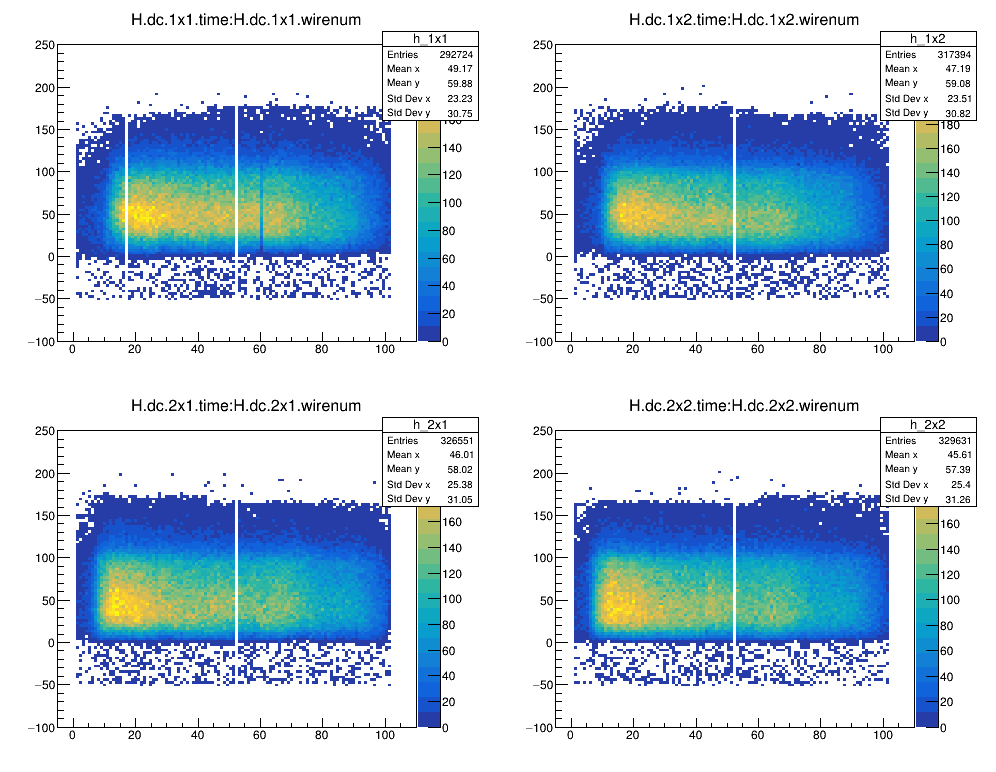 H.dc.1x1.time:H.dc.1x1.wirenum
h_1x1
Entries 292724
Mean x 49.17
Mean y 59.88
Std Dev x 23.23
Std Dev y 30.75
250
200
150
100
50
0
−50
−100
0 20 40 60 80 100
160
140
120
100
80
60
40
20
0
H.dc.1x2.time:H.dc.1x2.wirenum
h_1x2
Entries 317394
Mean x 47.19
Mean y 59.08
Std Dev x 23.51
Std Dev y 30.82
250
200
150
100
50
0
−50
−100
0 20 40 60 80 100
180
160
140
120
100
80
60
40
20
0
H.dc.2x1.time:H.dc.2x1.wirenum
h_2x1
Entries 326551
Mean x 46.01
Mean y 58.02
Std Dev x 25.38
Std Dev y 31.05
250
200
150
100
50
0
−50
−100
0 20 40 60 80 100
160
140
120
100
80
60
40
20
0
H.dc.2x2.time:H.dc.2x2.wirenum
h_2x2
Entries 329631
Mean x 45.61
Mean y 57.39
Std Dev x 25.4
Std Dev y 31.26
250
200
150
100
50
0
−50
−100
0 20 40 60 80 100
160
140
120
100
80
60
40
20
0